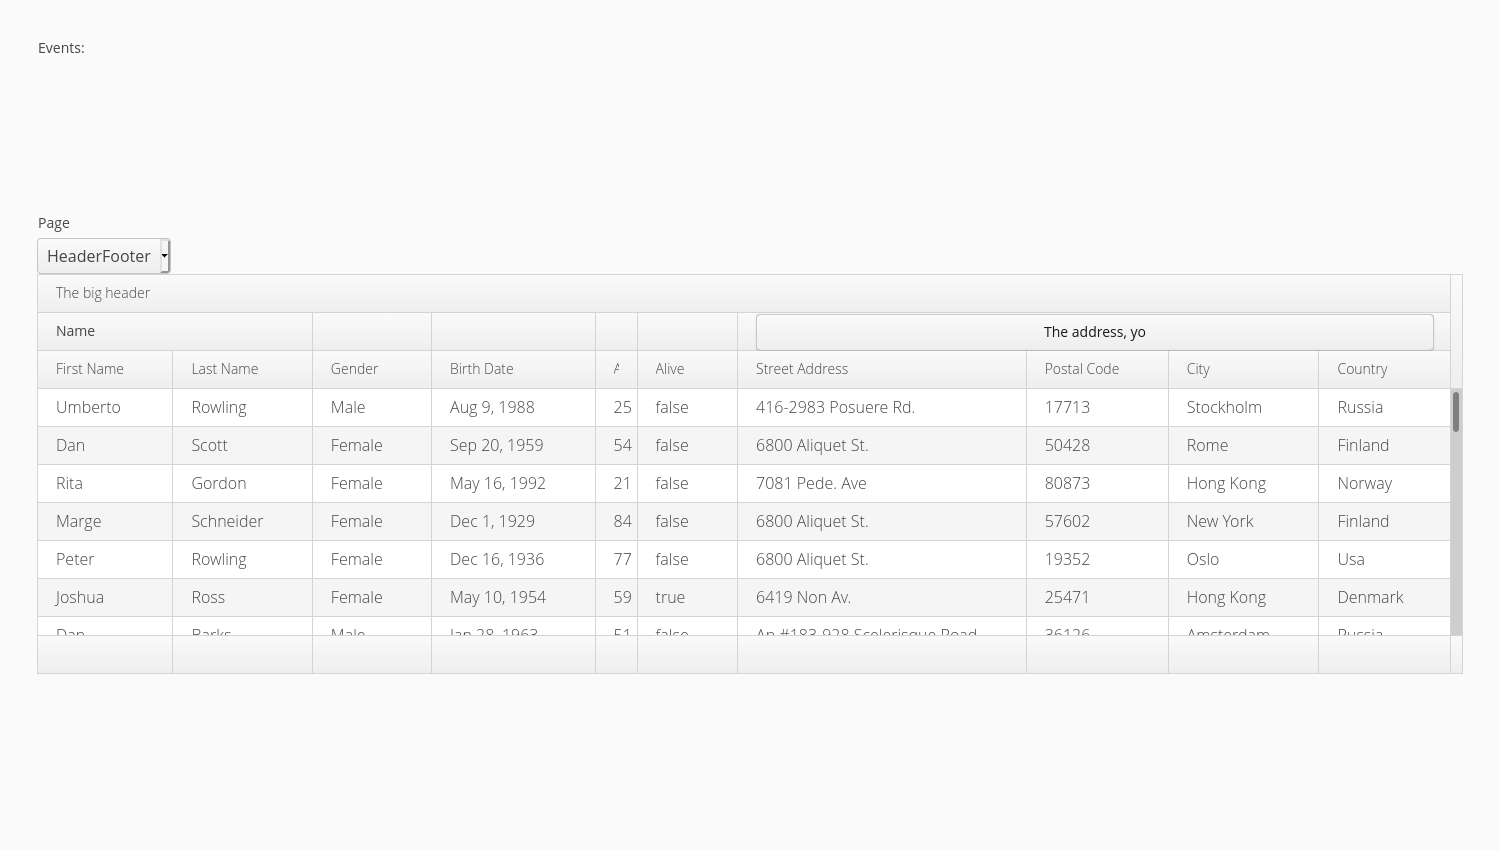 Events:
Page
HeaderFooter
The big header
Name The address, yo
First Name Last Name Gender Birth Date Alive Street Address Postal Code City Country
Umberto Rowling Male Aug 9, 1988 25 false 416-2983 Posuere Rd. 17713 Stockholm Russia
Dan Scott Female Sep 20, 1959 54 false 6800 Aliquet St. 50428 Rome Finland
Rita Gordon Female May 16, 1992 21 false 7081 Pede. Ave 80873 Hong Kong Norway
Marge Schneider Female Dec 1, 1929 84 false 6800 Aliquet St. 57602 New York Finland
Peter Rowling Female Dec 16, 1936 77 false 6800 Aliquet St. 19352 Oslo Usa
Joshua Ross Female May 10, 1954 59 true 6419 Non Av. 25471 Hong Kong Denmark
Dan Barks Male Jan 28, 1963 51 false Ap #183-928 Scelerisque Road 36126 Amsterdam Russia